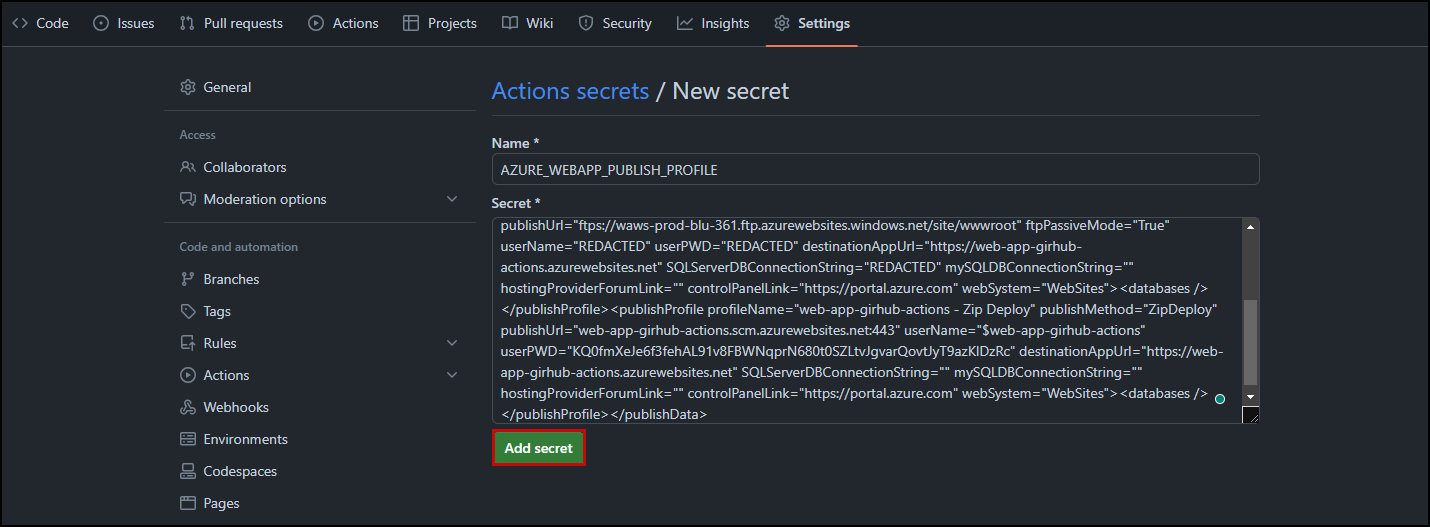 Code
Issues
Pull requests
Actions
Projects
Wiki
Security
Insights
Settings
General
Access
Collaborators
Moderation options
Code and automation
Branches
Tags
Rules
Actions
Webhooks
Environments
Codespaces
Pages
Actions secrets / New secret
Name *
AZURE_WEBAPP_PUBLISH_PROFILE
Secret *
publishUrl="ftps://waws-prod-blu-361.ftp.azurewebsites.windows.net/site/wwwroot" ftpPassiveMode="True"
userName="REDACTED" userPWD="REDACTED" destinationAppUrl="https://web-app-girhub-
actions.azurewebsites.net" SQLServerDBConnectionString="REDACTED" mySQLDBConnectionString=""
hostingProviderForumLink="" controlPanelLink="https://portal.azure.com" webSystem="WebSites"><databases />
</publishProfile><publishProfile profileName="web-app-girhub-actions - Zip Deploy" publishMethod="ZipDeploy"
publishUrl="web-app-girhub-actions.scm.azurewebsites.net:443" userName="$web-app-girhub-actions"
userPWD="" destinationAppUrl="https://web-
app-girhub-actions.azurewebsites.net" SQLServerDBConnectionString="" mySQLDBConnectionString=""
hostingProviderForumLink="" controlPanelLink="https://portal.azure.com" webSystem="WebSites"><databases />
</publishProfile></publishData>
Add secret